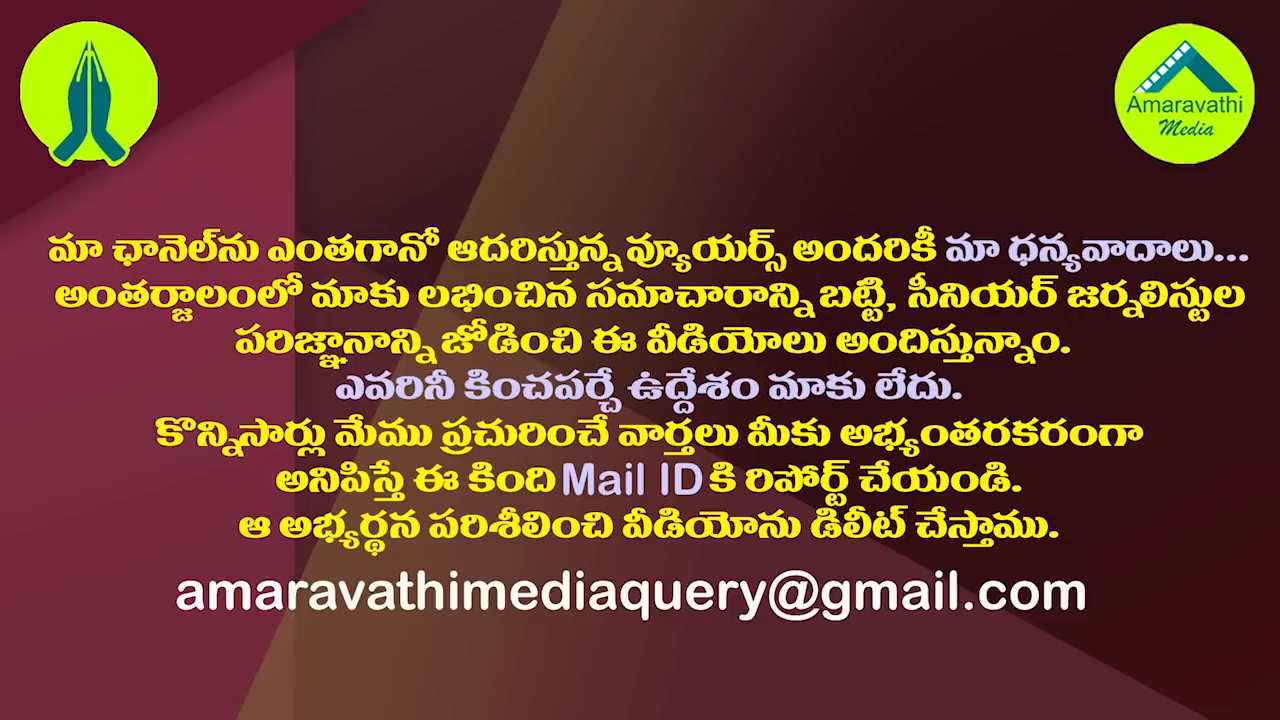 Amaravathi
Media
మా ఛానెల్‌ను ఎంతగానో ఆదరిస్తున్న వ్యూయర్స్ అందరికీ మా ధన్యవాదాలు...
అంతర్జాలంలో మాకు లభించిన సమాచారాన్ని బట్టి, సీనియర్ జర్నలిస్టుల
పరిజ్ఞానాన్ని జోడించి ఈ వీడియోలు అందిస్తున్నాం.
ఎవరినీ కించపర్చే ఉద్దేశం మాకు లేదు.
కొన్నిసార్లు మేము ప్రచురించే వార్తలు మీకు అభ్యంతరకరంగా
అనిపిస్తే ఈ కింది Mail ID కి రిపోర్ట్ చేయండి.
ఆ అభ్యర్థన పరిశీలించి వీడియోను డిలీట్ చేస్తాము.
amaravathimediaquery@gmail.com